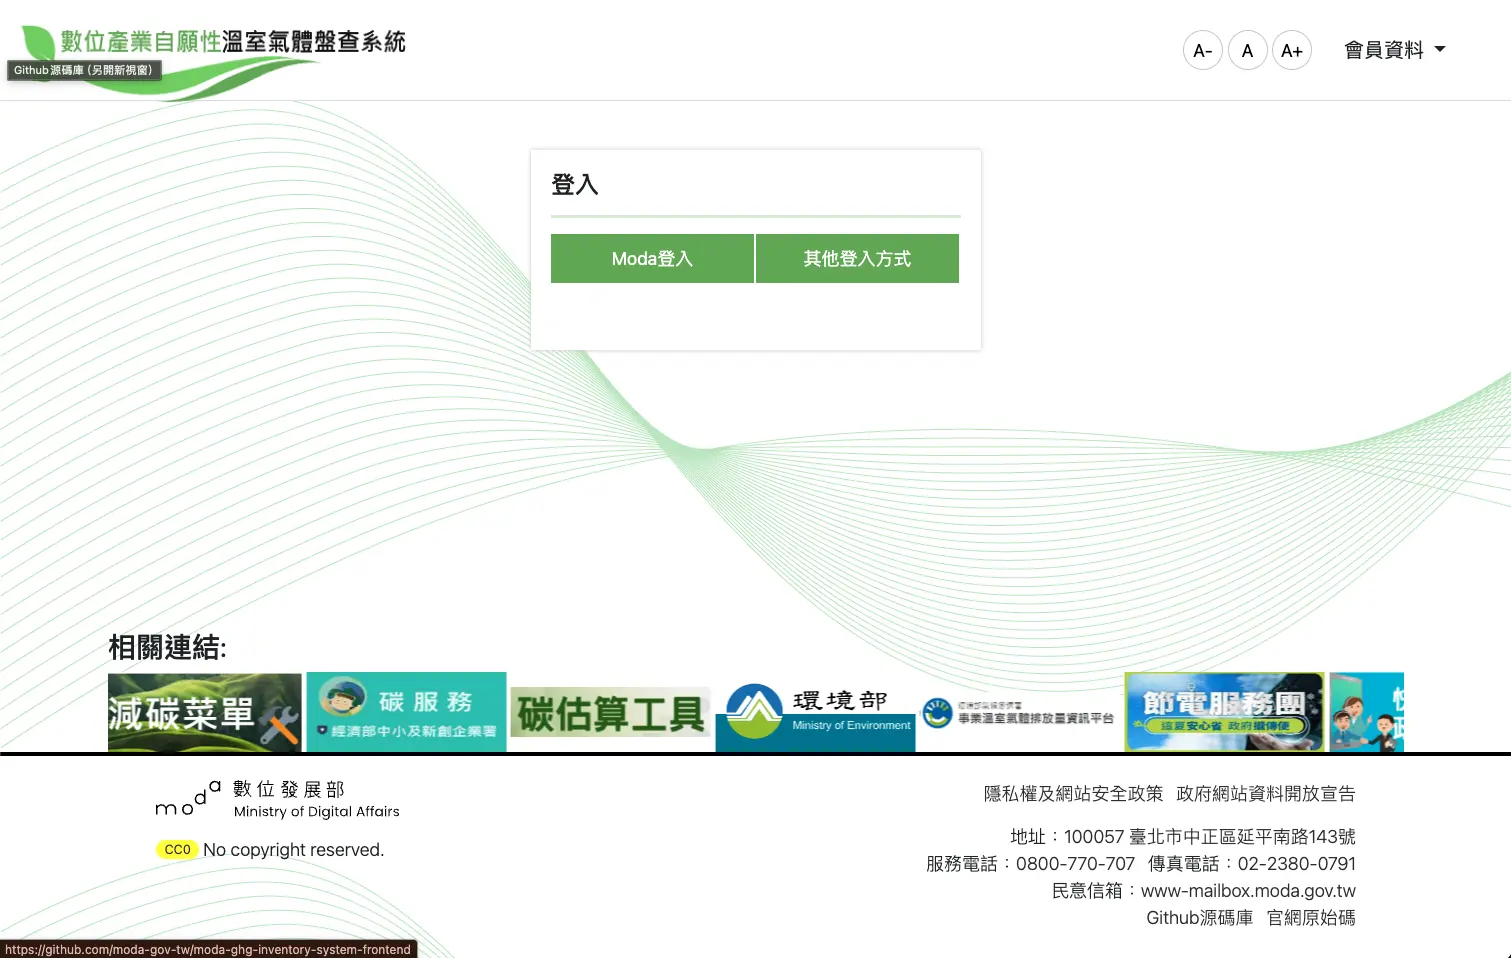 數位產業自願性溫室氣體盤查系統
Github源碼庫 (另開新視窗)
A-
A
A+
會員資料
登入
Moda登入
其他登入方式
相關連結:
減碳菜單
碳服務
經濟部中小及新創企業署
碳估算工具
環境部
Ministry of Environment
事業溫室氣體排放量資訊平台
節電服務團
這夏安心省 政府攏傳便
moda
數位發展部
Ministry of Digital Affairs
CC0 No copyright reserved.
隱私權及網站安全政策 政府網站資料開放宣告
地址：100057 臺北市中正區延平南路143號
服務電話：0800-770-707 傳真電話：02-2380-0791
民意信箱：www-mailbox.moda.gov.tw
Github源碼庫 官網原始碼
https://github.com/moda-gov-tw/moda-ghg-inventory-system-frontend